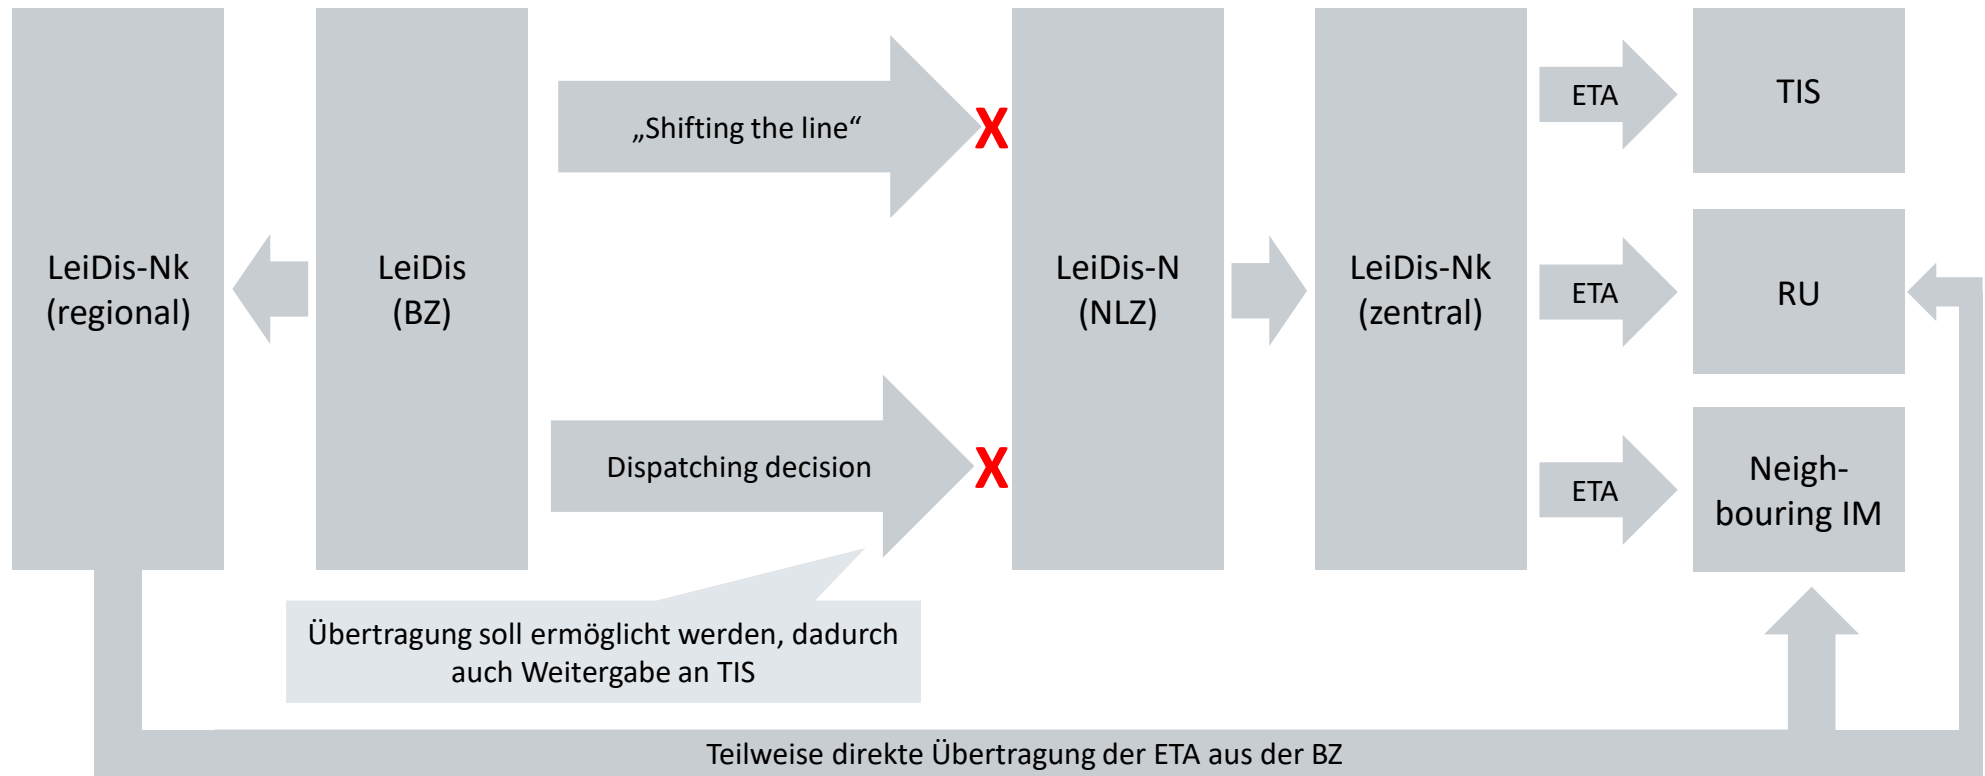 LeiDis-Nk
(regional)
LeiDis
(BZ)
„Shifting the line“
X
Dispatching decision
X
Übertragung soll ermöglicht werden, dadurch
auch Weitergabe an TIS
LeiDis-N
(NLZ)
LeiDis-Nk
(zentral)
ETA
TIS
ETA
RU
ETA
Neigh-
bouring IM
Teilweise direkte Übertragung der ETA aus der BZ